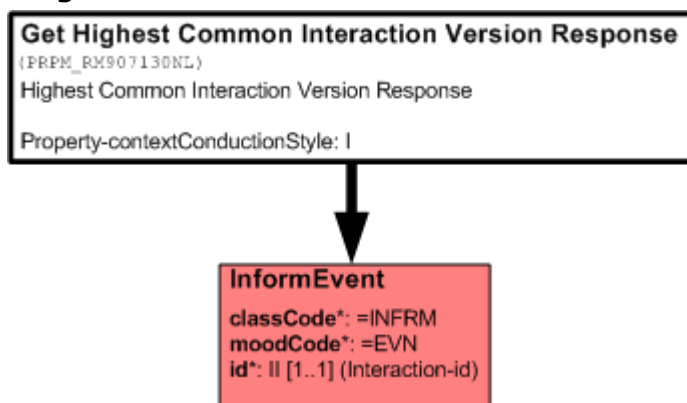 Get Highest Common Interaction Version Response
(PRPM_RM907130NL)
Highest Common Interaction Version Response
Property-contextConductionStyle: I
InformEvent
classCode*: =INFRM
moodCode*: =EVN
id*: II [1..1] (Interaction-id)